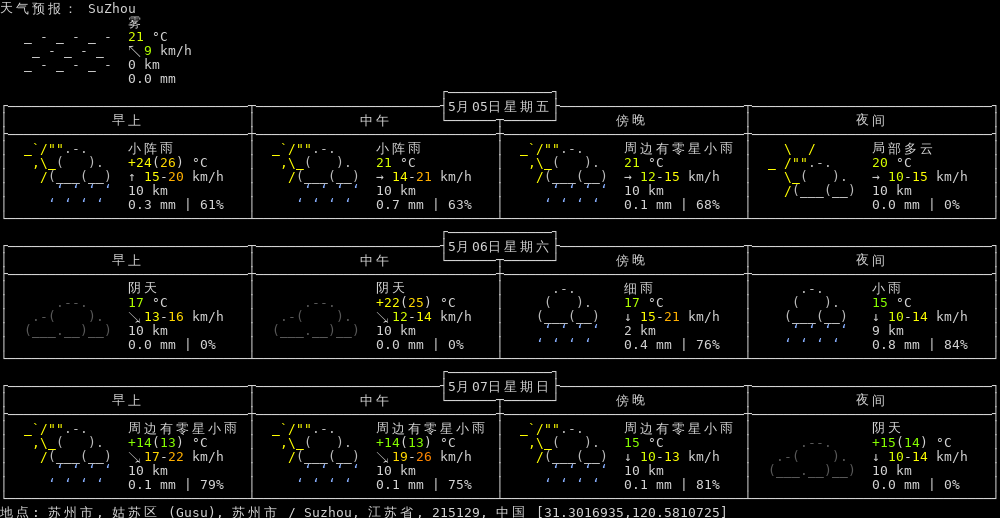 天气预报： SuZhou
雾
21 °C
↖ 9 km/h
0 km
0.0 mm
5月05日星期五
早上 中午 傍晚 夜间
小阵雨 小阵雨 周边有零星小雨 局部多云
+24(26) °C 21 °C 21 °C 20 °C
↑ 15-20 km/h → 14-21 km/h → 12-15 km/h → 10-15 km/h
10 km 10 km 10 km 10 km
0.3 mm | 61% 0.7 mm | 63% 0.1 mm | 68% 0.0 mm | 0%
5月06日星期六
早上 中午 傍晚 夜间
阴天 阴天 细雨 小雨
17 °C +22(25) °C 17 °C 15 °C
↘ 13-16 km/h ↘ 12-14 km/h ↓ 15-21 km/h ↓ 10-14 km/h
10 km 10 km 2 km 9 km
0.0 mm | 0% 0.0 mm | 0% 0.4 mm | 76% 0.8 mm | 84%
5月07日星期日
早上 中午 傍晚 夜间
周边有零星小雨 周边有零星小雨 周边有零星小雨 阴天
+14(13) °C +14(13) °C 15 °C +15(14) °C
↘ 17-22 km/h ↘ 19-26 km/h ↓ 10-13 km/h ↓ 10-14 km/h
10 km 10 km 10 km 10 km
0.1 mm | 79% 0.1 mm | 75% 0.1 mm | 81% 0.0 mm | 0%
地点: 苏州市, 姑苏区 (Gusu), 苏州市 / Suzhou, 江苏省, 215129, 中国 [31.3016935,120.5810725]